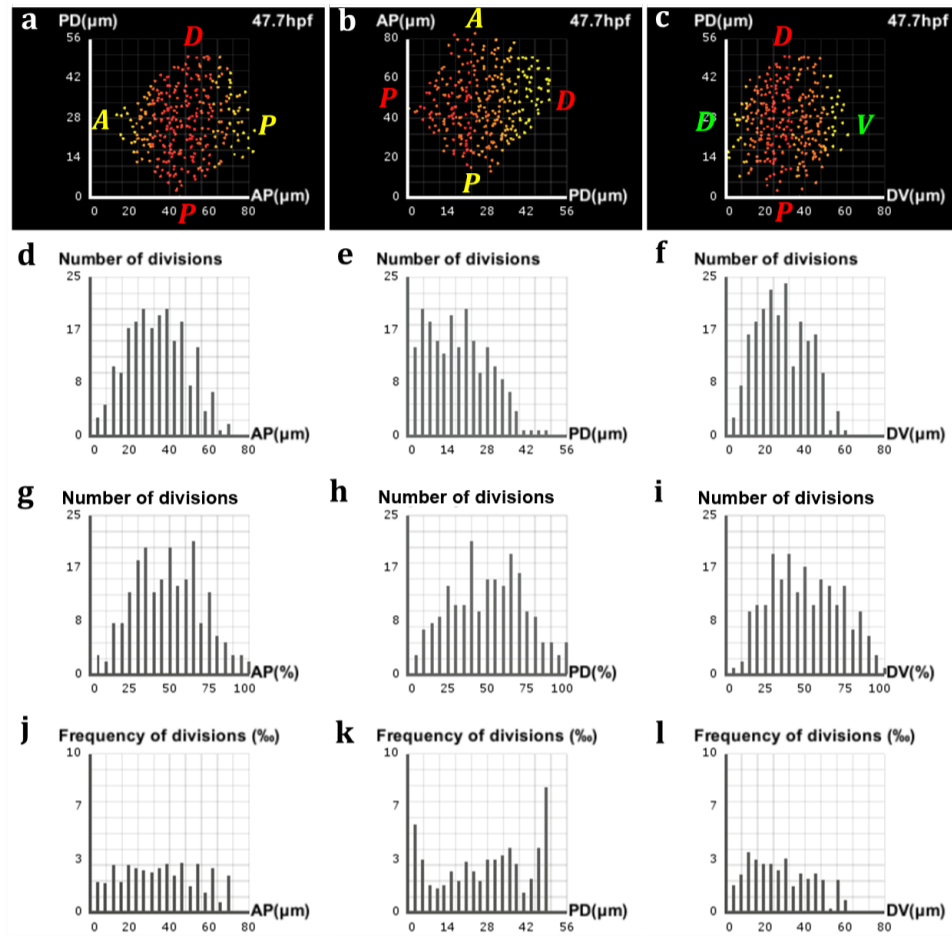 a PD(μm) 47.7hpf
56
D
42
A 28 P
14
0 AP(μm)
0 20 40 P 60 80
b AP(μm) A 47.7hpf
80
60
P D
40
20 P
0 PD(μm)
0 14 28 42 56
c PD(μm) 47.7hpf
56
D
42
D 28 V
14
0 DV(μm)
0 20 P 40 60 80
d Number of divisions
25
17
8
0 AP(μm)
0 20 40 60 80
e Number of divisions
25
17
8
0 PD(μm)
0 14 28 42 56
f Number of divisions
25
17
8
0 DV(μm)
0 20 40 60 80
g Number of divisions
25
17
8
0 AP(%)
0 25 50 75 100
h Number of divisions
25
17
8
0 PD(%)
0 25 50 75 100
i Number of divisions
25
17
8
0 DV(%)
0 25 50 75 100
j Frequency of divisions (‰)
10
7
3
0 AP(μm)
0 20 40 60 80
k Frequency of divisions (‰)
10
7
3
0 PD(μm)
0 14 28 42 56
l Frequency of divisions (‰)
10
7
3
0 DV(μm)
0 20 40 60 80